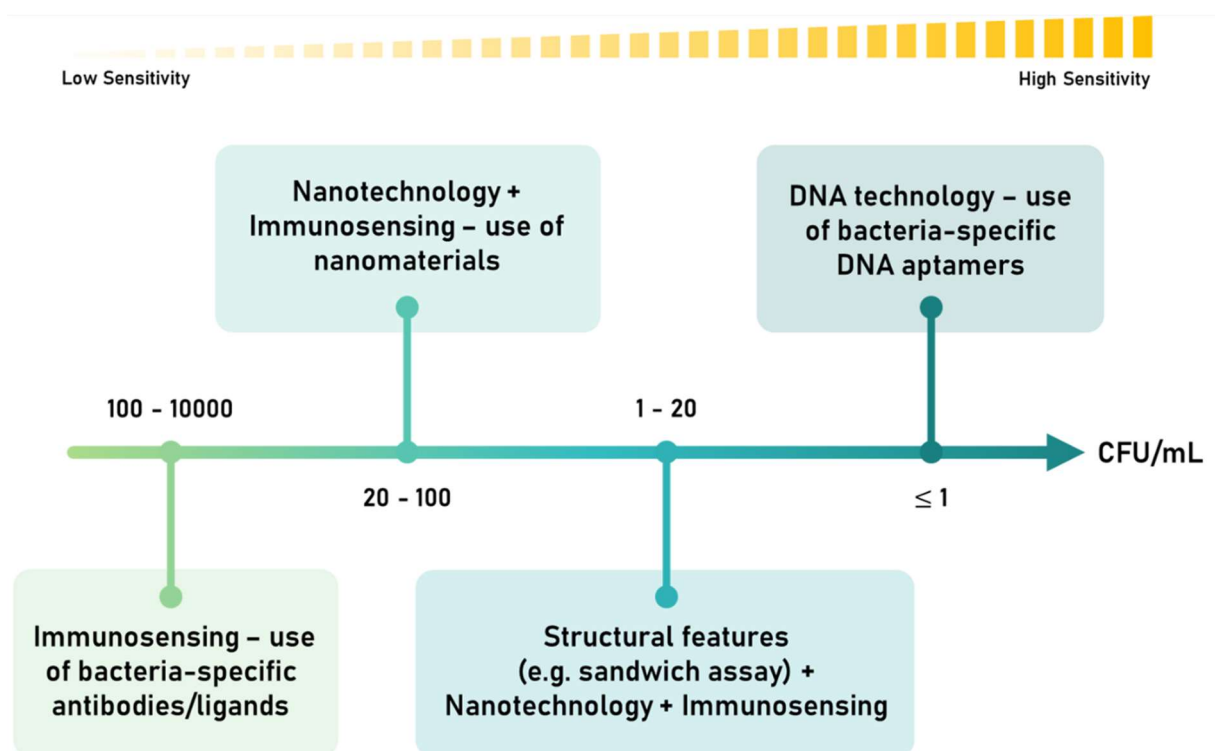 Low Sensitivity
High Sensitivity
Nanotechnology +
Immunosensing – use of
nanomaterials
DNA technology – use
of bacteria-specific
DNA aptamers
100 - 10000
1 - 20
CFU/mL
20 - 100
≤ 1
Immunosensing – use
of bacteria-specific
antibodies/ligands
Structural features
(e.g. sandwich assay) +
Nanotechnology + Immunosensing